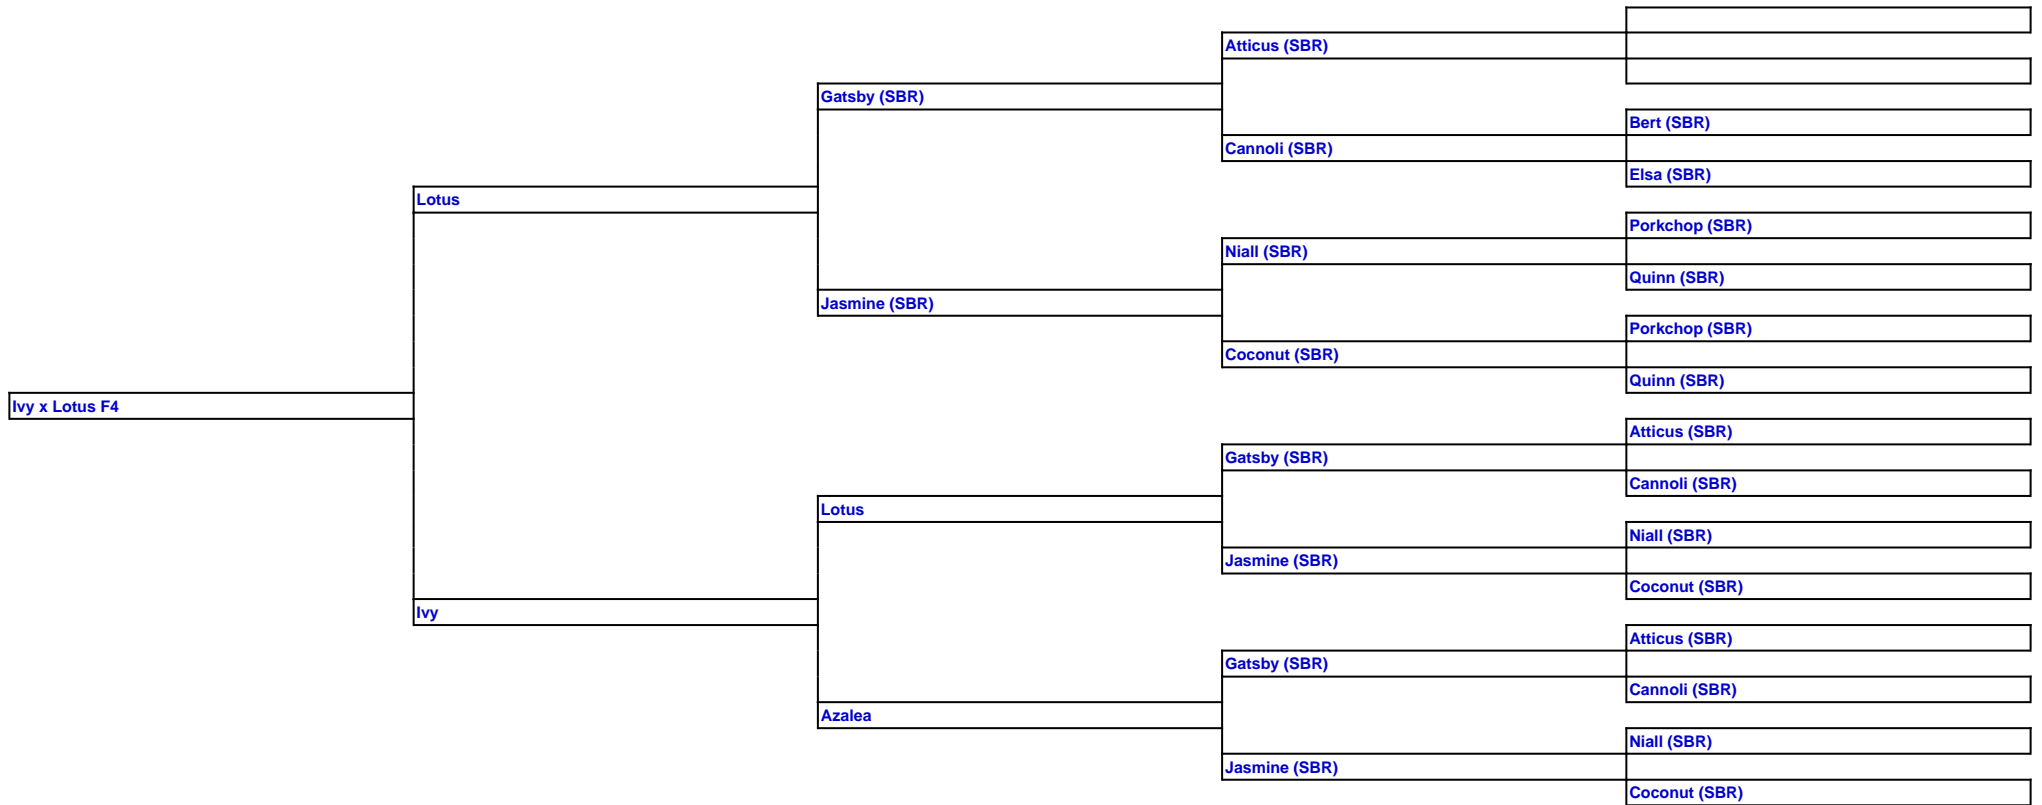 Atticus (SBR)
Gatsby (SBR)
Bert (SBR)
Cannoli (SBR)
Elsa (SBR)
Lotus
Porkchop (SBR)
Niall (SBR)
Quinn (SBR)
Jasmine (SBR)
Porkchop (SBR)
Coconut (SBR)
Quinn (SBR)
Ivy x Lotus F4
Atticus (SBR)
Gatsby (SBR)
Cannoli (SBR)
Lotus
Niall (SBR)
Jasmine (SBR)
Coconut (SBR)
Ivy
Atticus (SBR)
Gatsby (SBR)
Cannoli (SBR)
Azalea
Niall (SBR)
Jasmine (SBR)
Coconut (SBR)